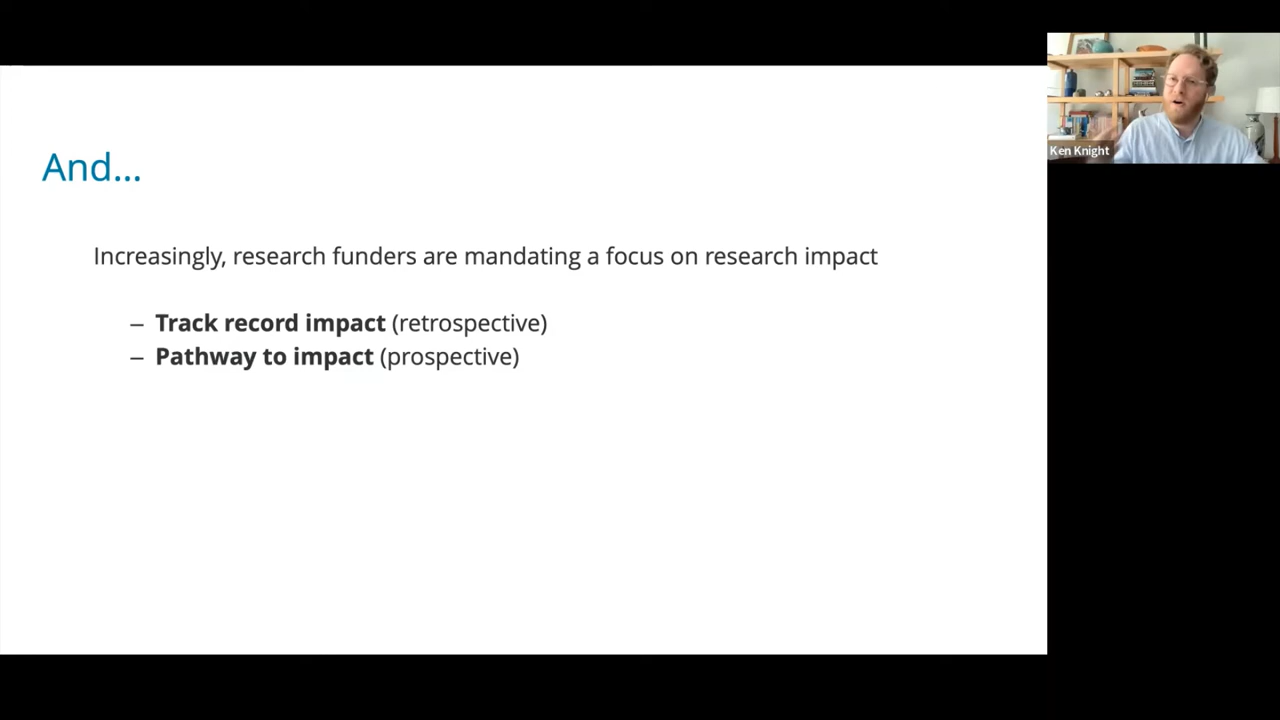 And...
Increasingly, research funders are mandating a focus on research impact
– Track record impact (retrospective)
– Pathway to impact (prospective)
Ken Knight